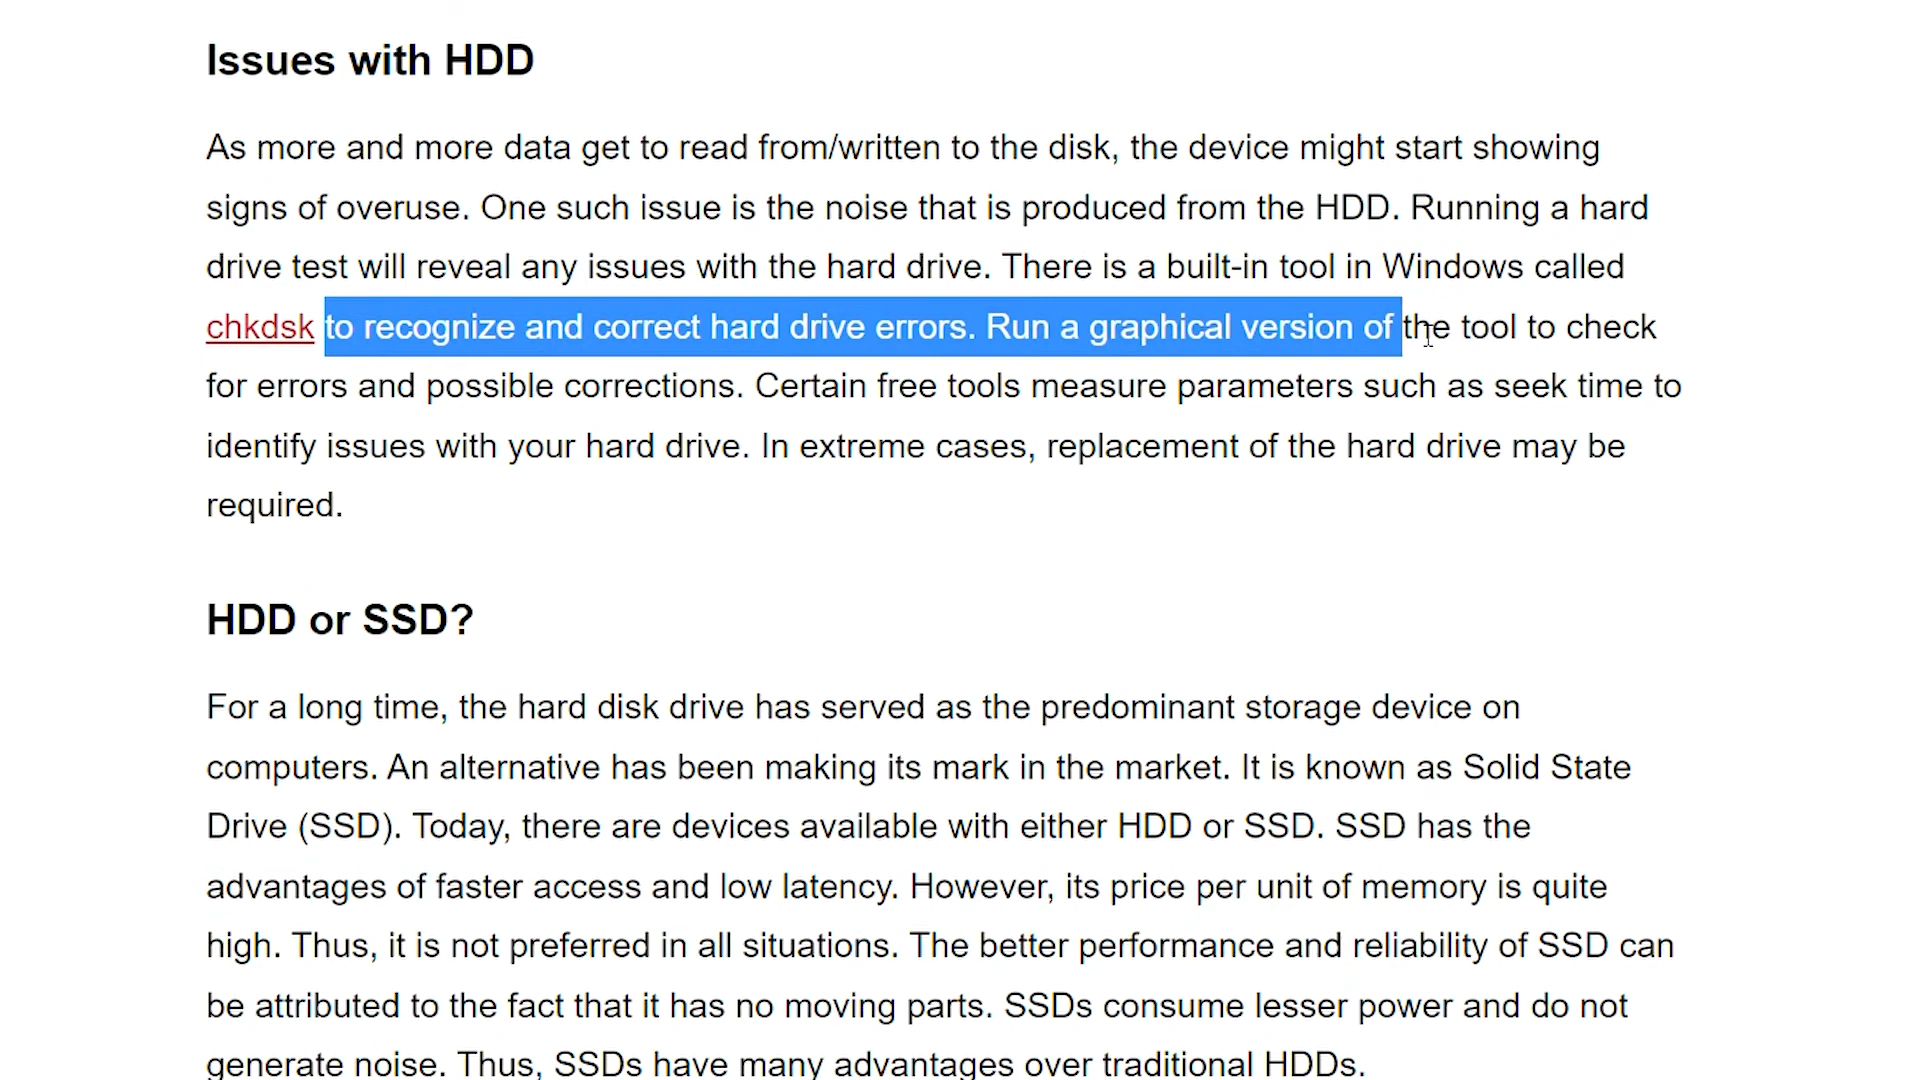 Issues with HDD
As more and more data get to read from/written to the disk, the device might start showing
signs of overuse. One such issue is the noise that is produced from the HDD. Running a hard
drive test will reveal any issues with the hard drive. There is a built-in tool in Windows called
chkdsk to recognize and correct hard drive errors. Run a graphical version of the tool to check
for errors and possible corrections. Certain free tools measure parameters such as seek time to
identify issues with your hard drive. In extreme cases, replacement of the hard drive may be
required.
HDD or SSD?
For a long time, the hard disk drive has served as the predominant storage device on
computers. An alternative has been making its mark in the market. It is known as Solid State
Drive (SSD). Today, there are devices available with either HDD or SSD. SSD has the
advantages of faster access and low latency. However, its price per unit of memory is quite
high. Thus, it is not preferred in all situations. The better performance and reliability of SSD can
be attributed to the fact that it has no moving parts. SSDs consume lesser power and do not
generate noise. Thus, SSDs have many advantages over traditional HDDs.